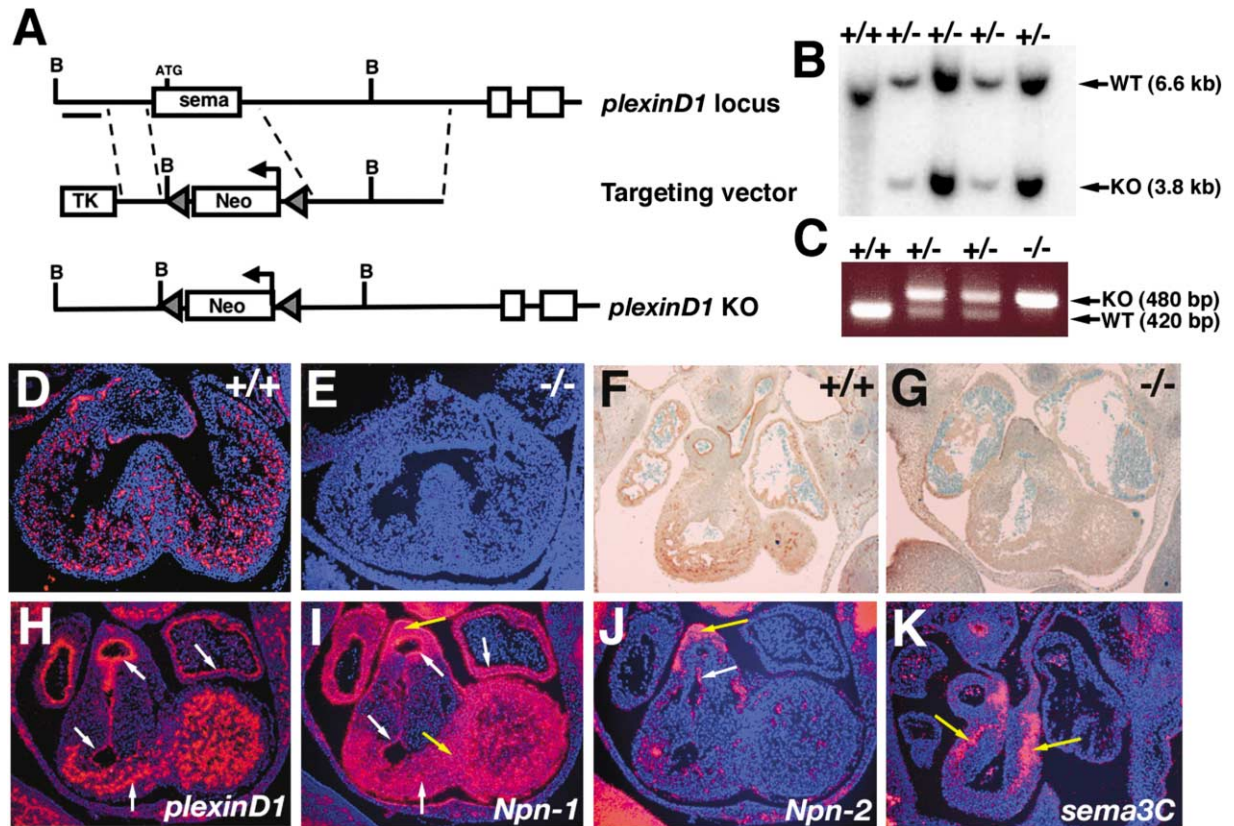 A
B
ATG
B
sema
plexinD1 locus
B
B
TK
Neo
Targeting vector
B
B
B
Neo
plexinD1 KO
B
+/+ +/- +/- +/- +/-
WT (6.6 kb)
KO (3.8 kb)
C
+/+ +/- +/- -/-
KO (480 bp)
WT (420 bp)
D
+/+
E
-/-
F
+/+
G
-/-
H
plexinD1
I
Npn-1
J
Npn-2
K
sema3C